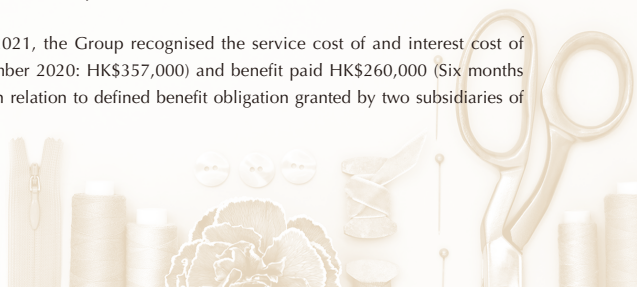 021, the Group recognised the service cost of and interest cost of
mber 2020: HK$357,000) and benefit paid HK$260,000 (Six months
n relation to defined benefit obligation granted by two subsidiaries of